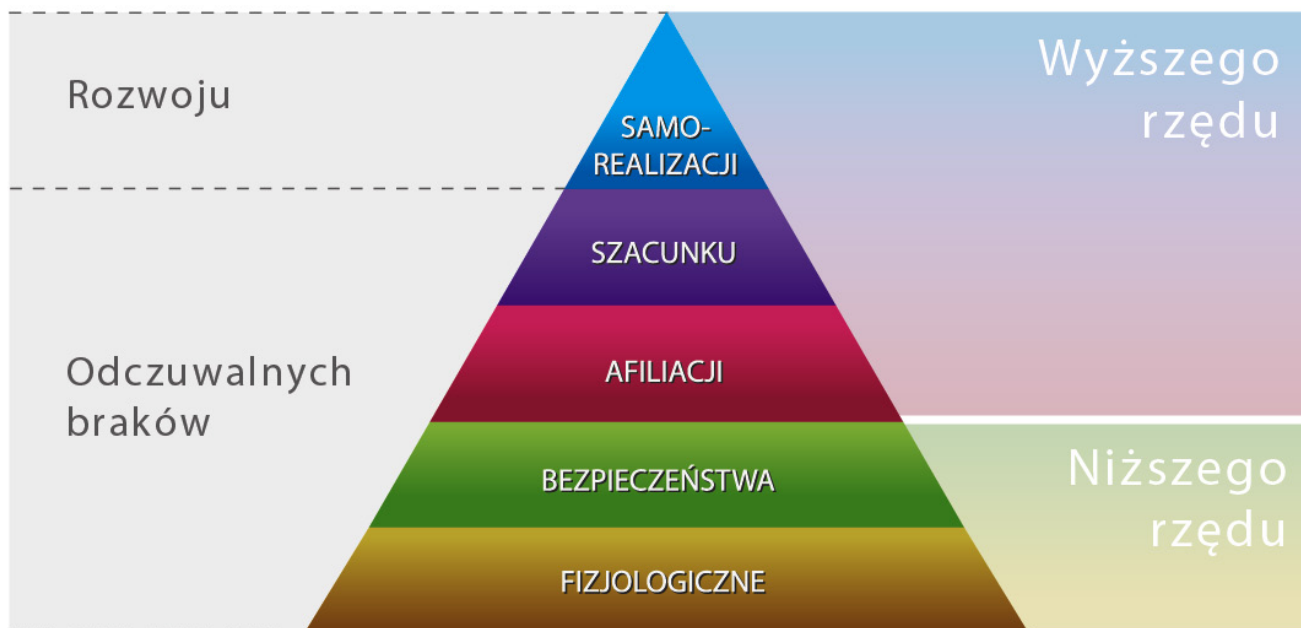 Rozwoju
Odczuwalnych
braków
SAMO-
REALIZACJI
SZACUNKU
AFILIACJI
BEZPIECZEŃSTWA
FIZJOLOGICZNE
Wyższego
rzędu
Niższego
rzędu